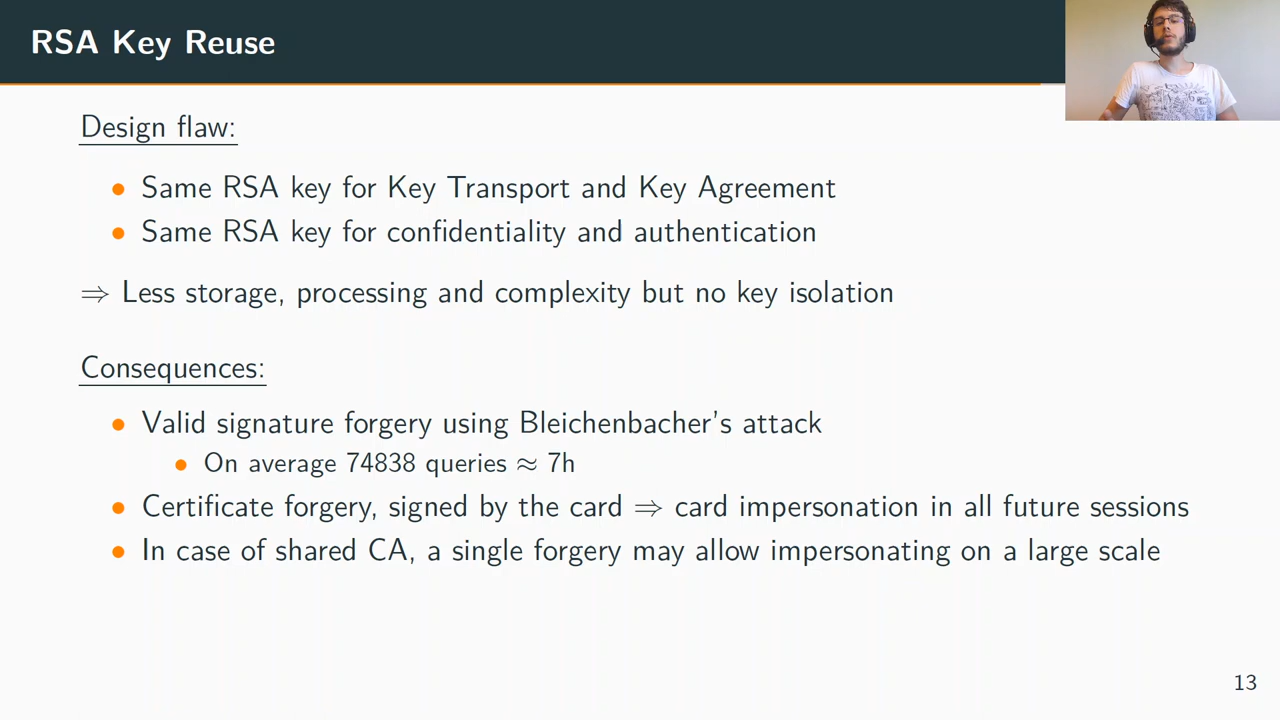 RSA Key Reuse
Design flaw:
• Same RSA key for Key Transport and Key Agreement
• Same RSA key for confidentiality and authentication
⇒ Less storage, processing and complexity but no key isolation
Consequences:
• Valid signature forgery using Bleichenbacher's attack
• On average 74838 queries ≈ 7h
• Certificate forgery, signed by the card ⇒ card impersonation in all future sessions
• In case of shared CA, a single forgery may allow impersonating on a large scale
13